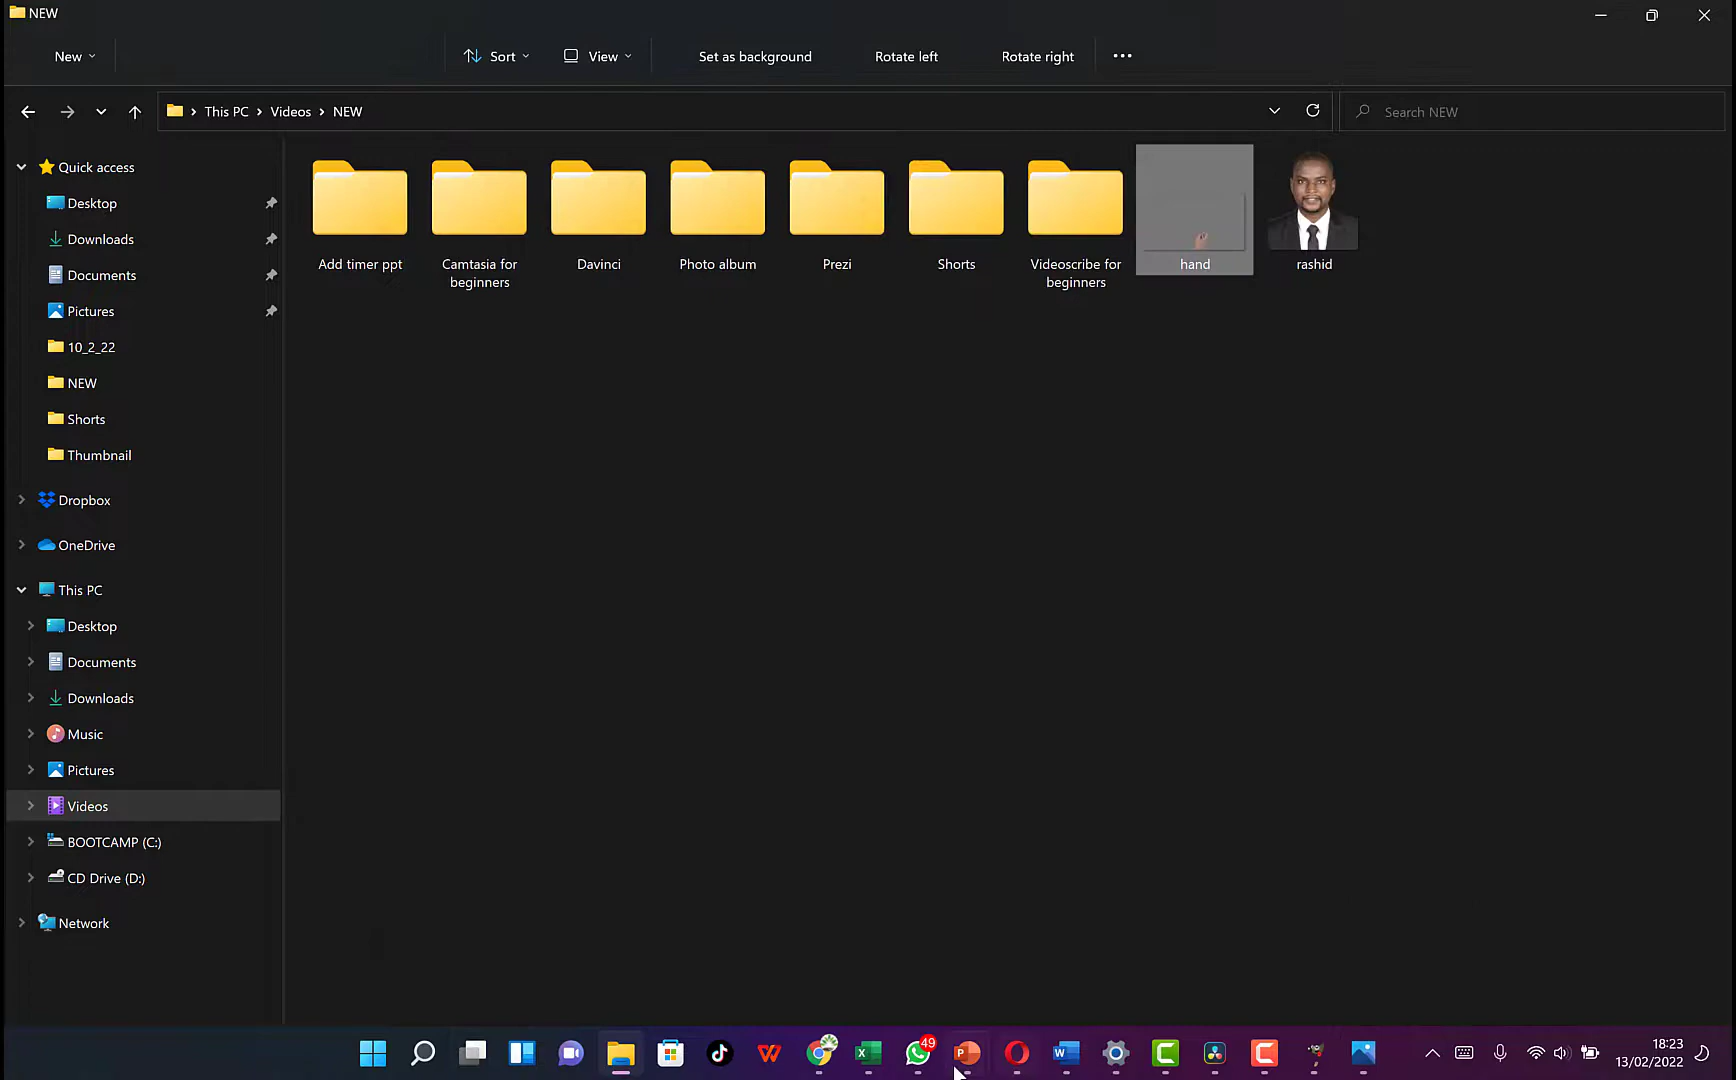 NEW
New
Sort
View
Set as background
Rotate left
Rotate right
This PC
Videos
NEW
Search NEW
Quick access
Desktop
Downloads
Documents
Pictures
10_2_22
NEW
Shorts
Thumbnail
Dropbox
OneDrive
This PC
Desktop
Documents
Downloads
Music
Pictures
Videos
BOOTCAMP (C:)
CD Drive (D:)
Network
Add timer ppt
Camtasia for
beginners
Davinci
Photo album
Prezi
Shorts
Videoscribe for
beginners
hand
rashid
49
18:23
13/02/2022